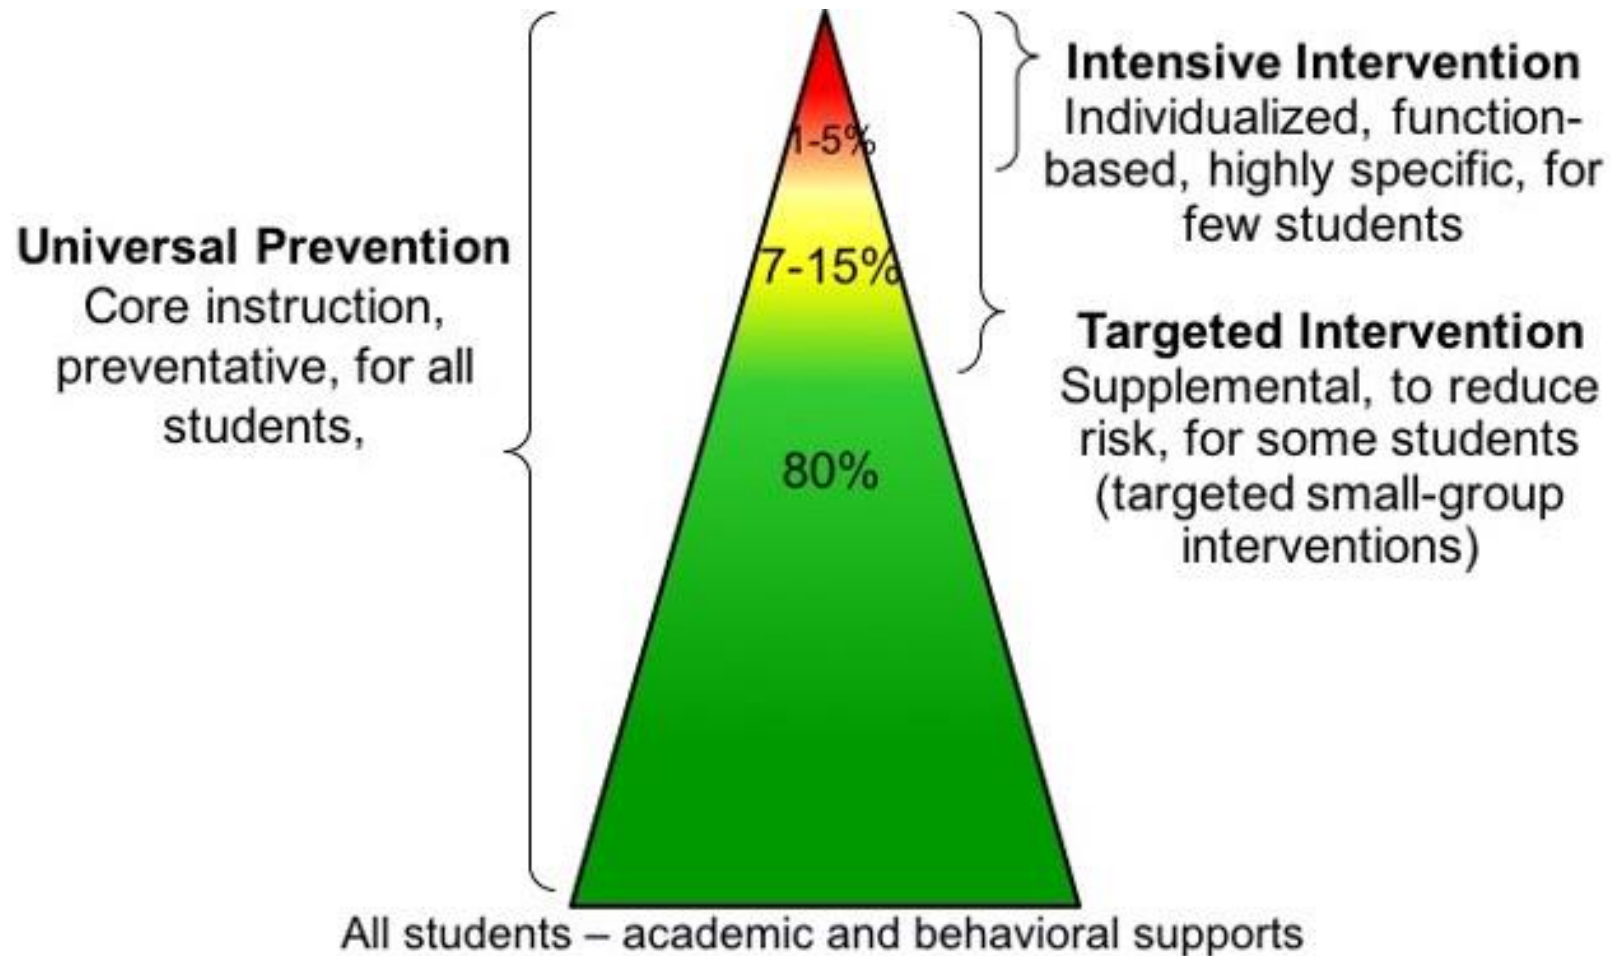 Universal Prevention
Core instruction,
preventative, for all
students,
1-5%
7-15%
80%
Intensive Intervention
Individualized, function-
based, highly specific, for
few students
Targeted Intervention
Supplemental, to reduce
risk, for some students
(targeted small-group
interventions)
All students – academic and behavioral supports